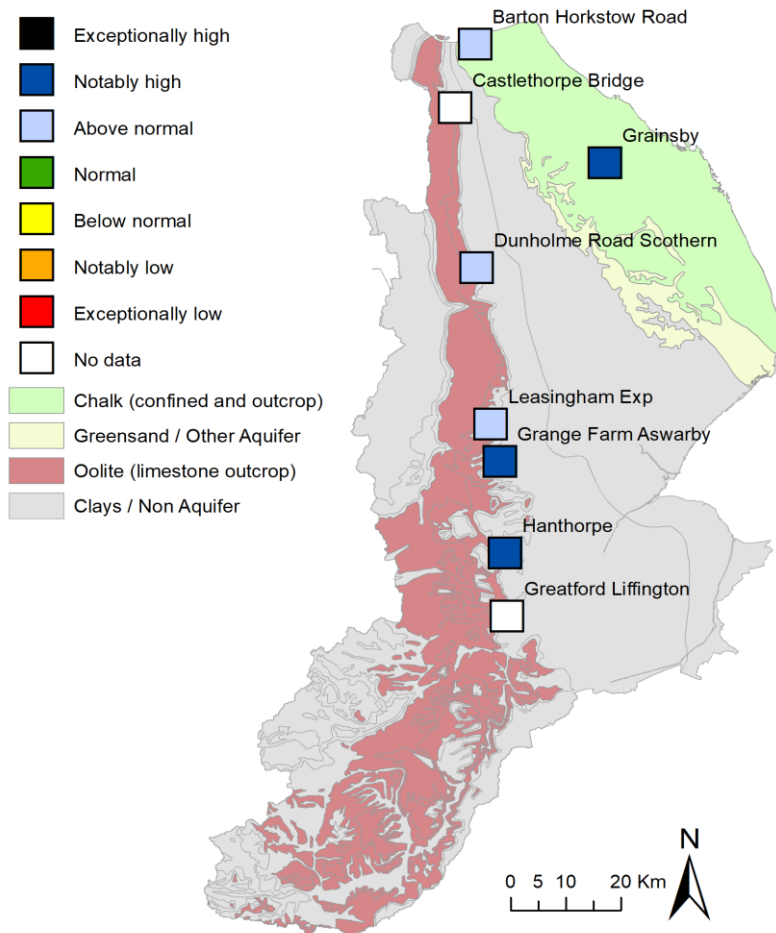 Exceptionally high
Notably high
Above normal
Normal
Below normal
Notably low
Exceptionally low
No data
Chalk (confined and outcrop)
Greensand / Other Aquifer
Oolite (limestone outcrop)
Clays / Non Aquifer
Barton Horkstow Road
Castlethorpe Bridge
Grainsby
Dunholme Road Scothern
Leasingham Exp
Grange Farm Aswarby
Hanthorpe
Greatford Liffington
N
0 5 10 20 Km